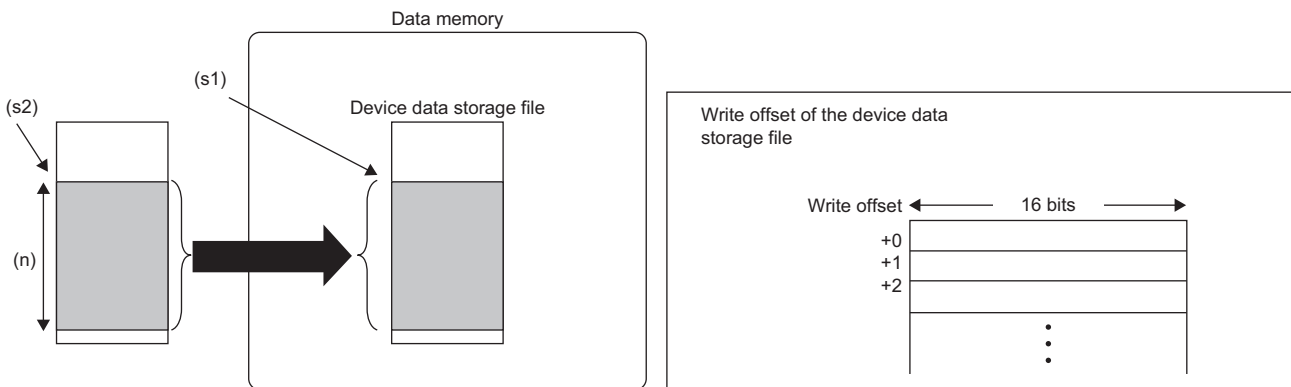 Data memory
(s1)
(s2)
Device data storage file
(n)
Write offset of the device data
storage file
Write offset
16 bits
+0
+1
+2